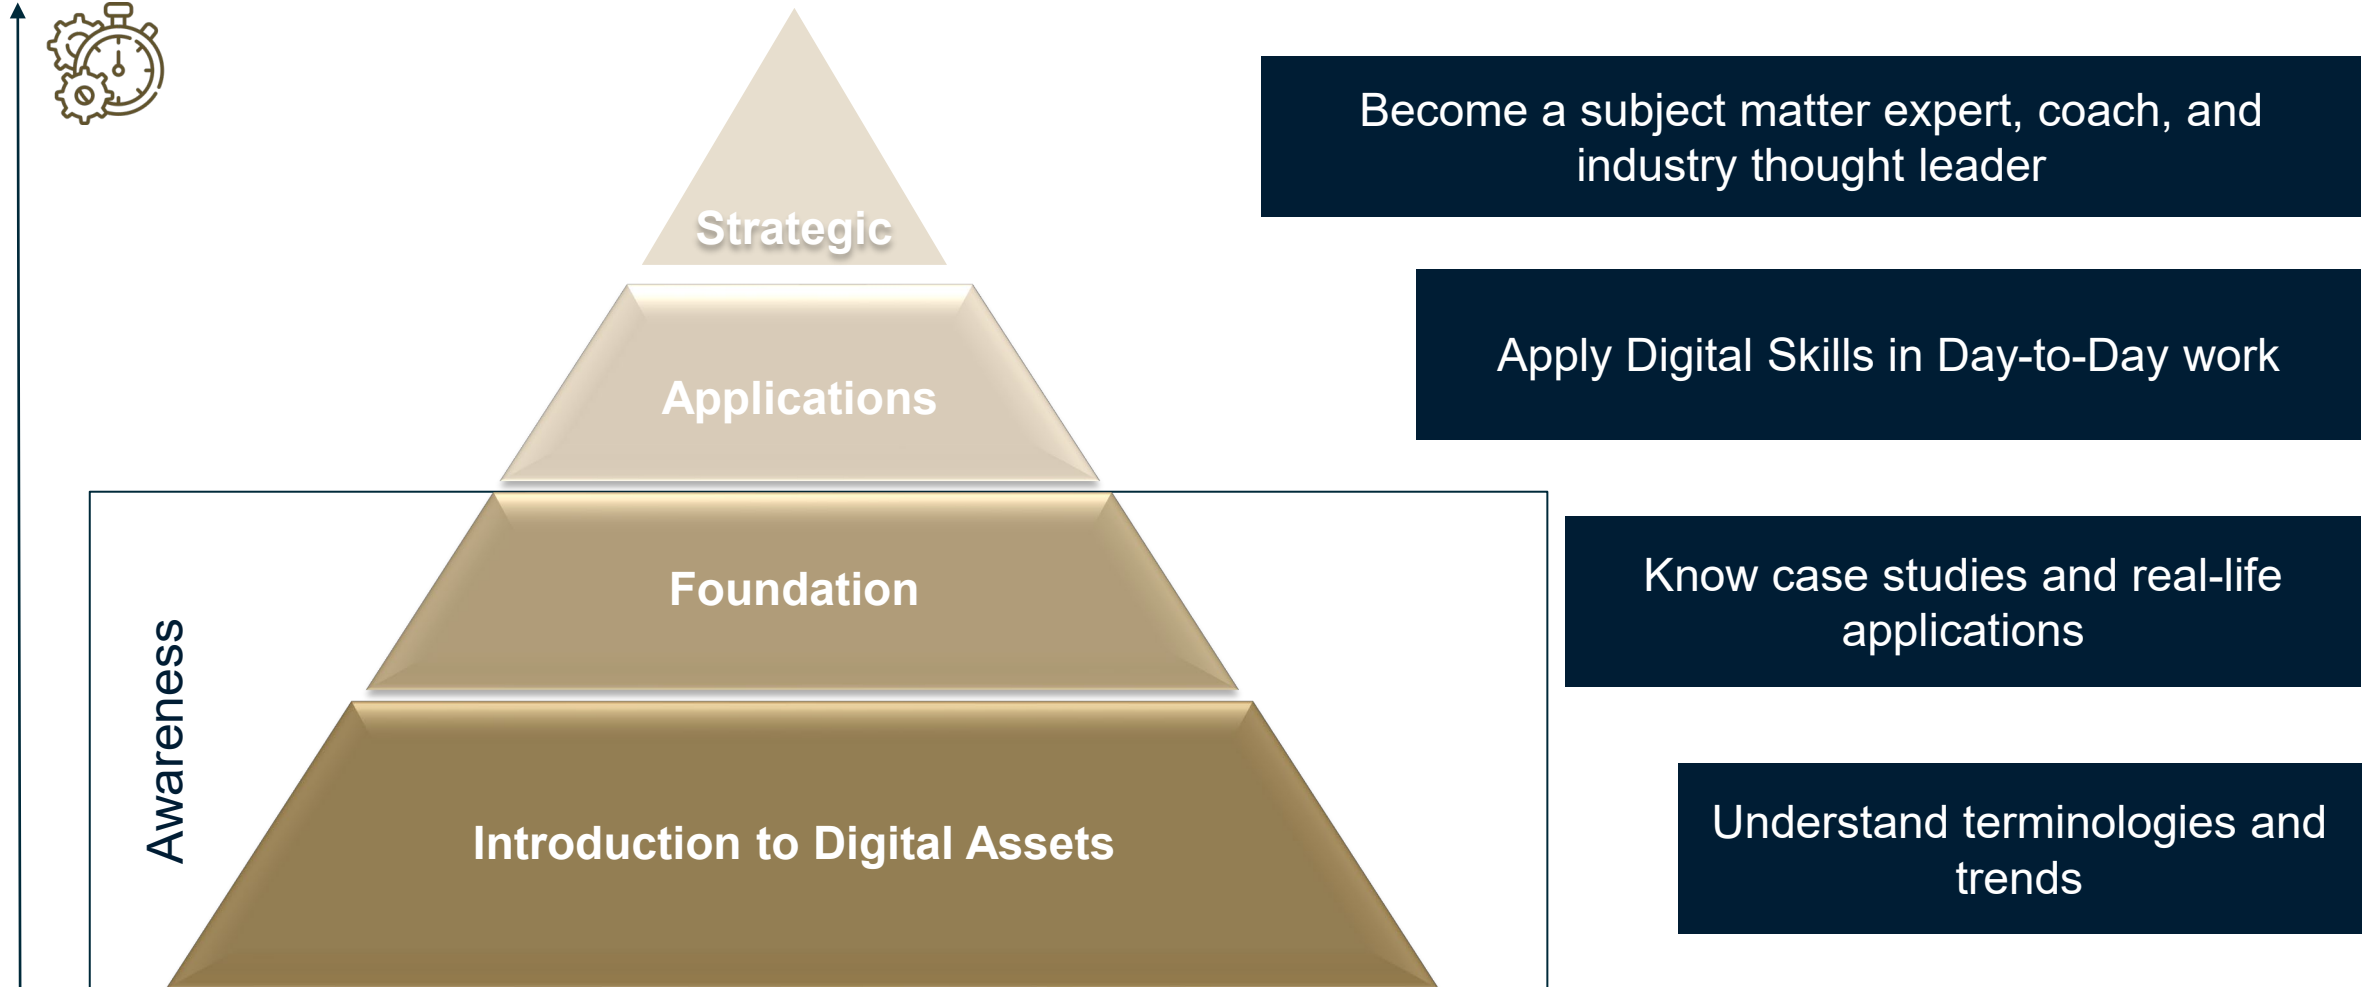 Strategic
Become a subject matter expert, coach, and
industry thought leader
Applications
Apply Digital Skills in Day-to-Day work
Awareness
Foundation
Know case studies and real-life
applications
Introduction to Digital Assets
Understand terminologies and
trends